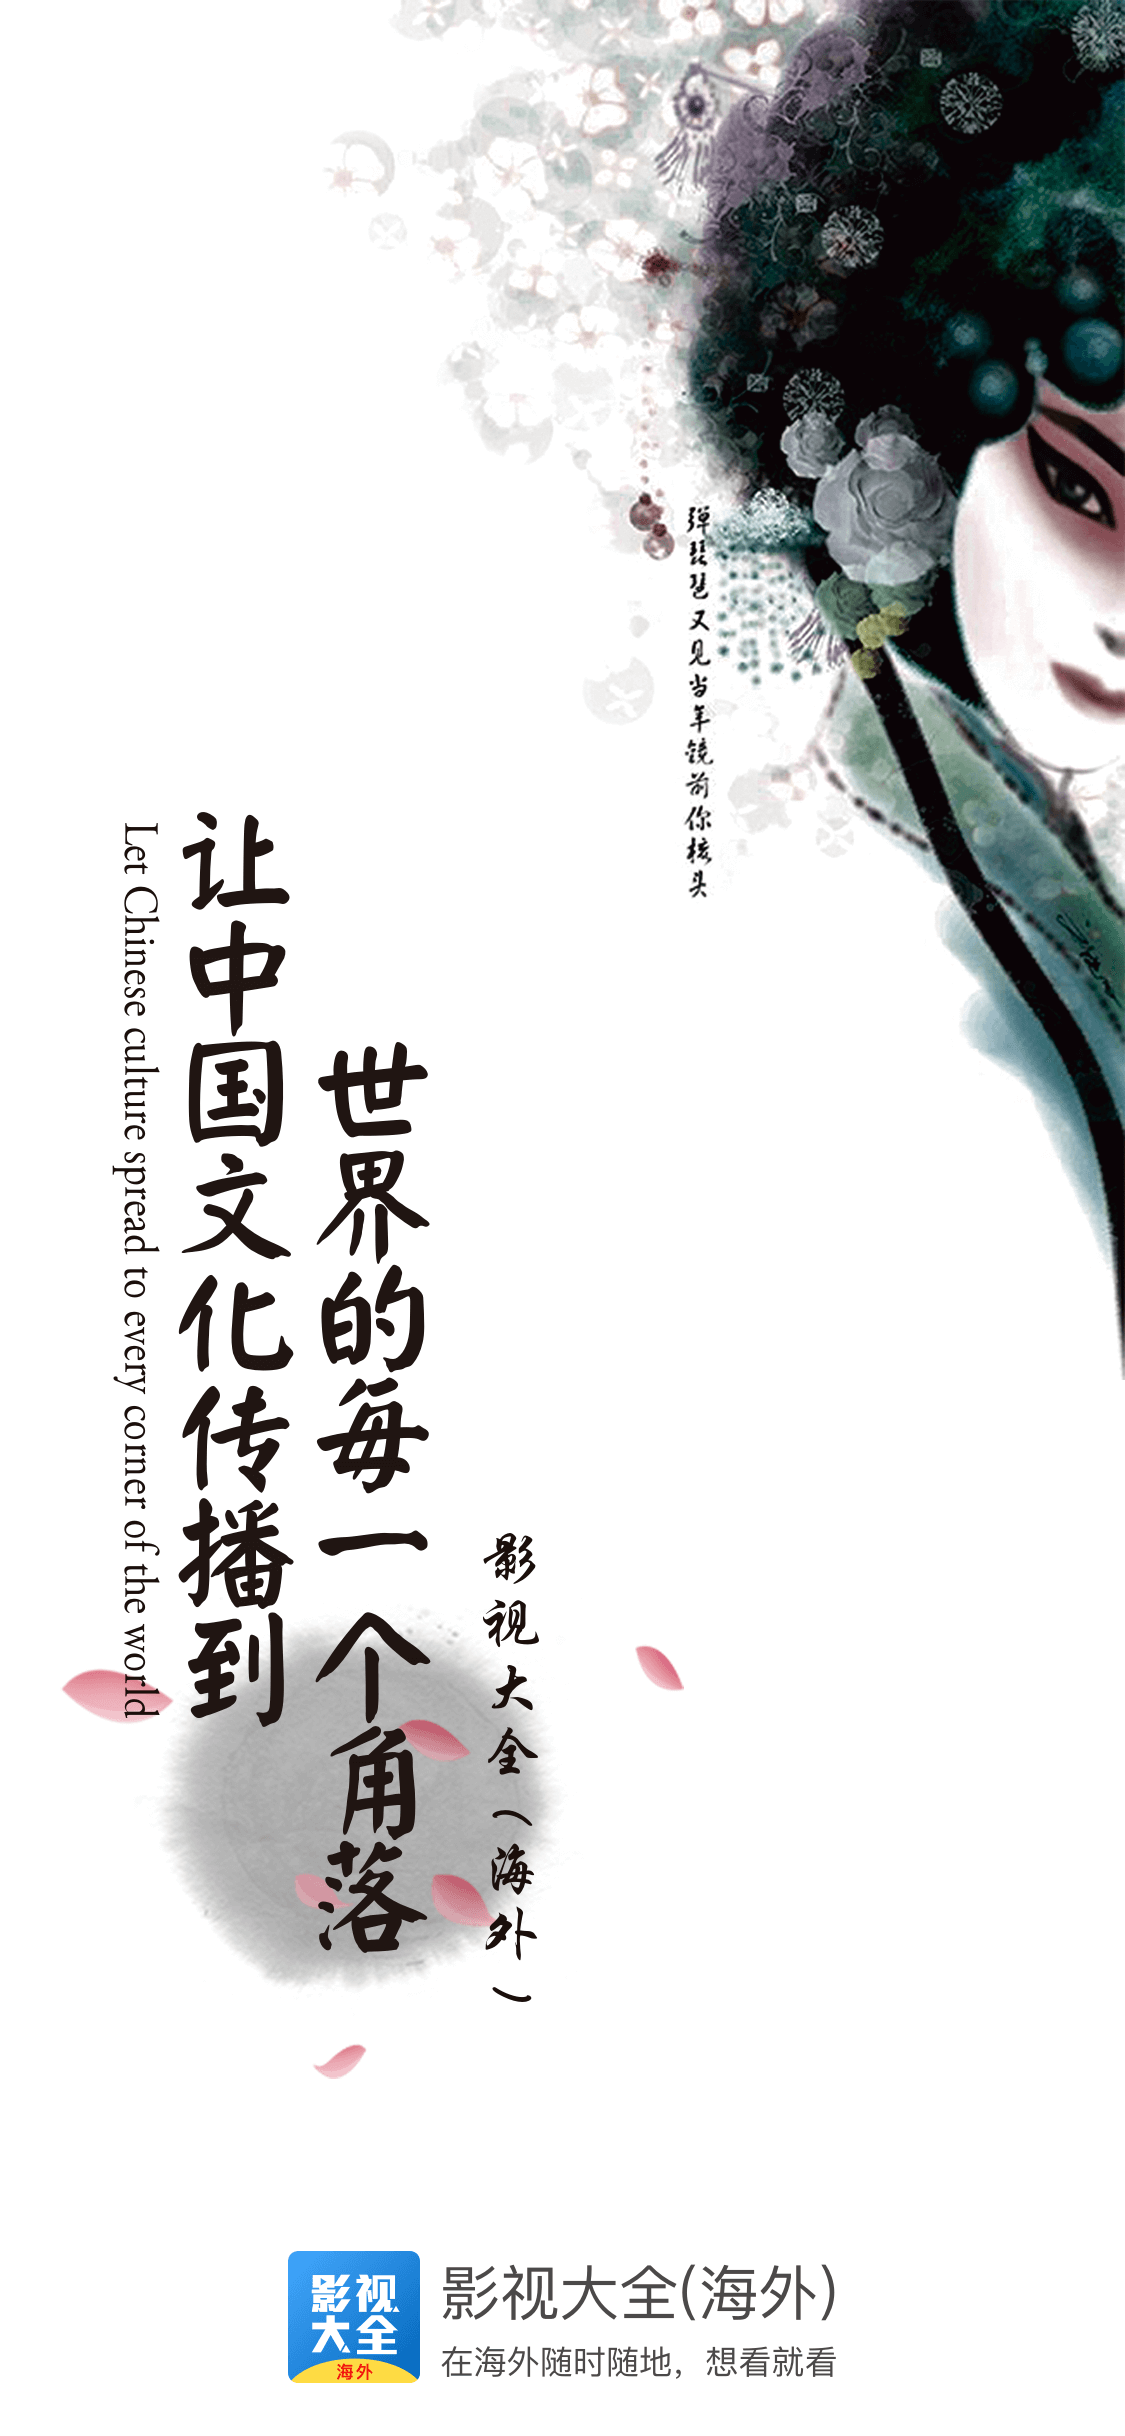 弹琵琶又见当年镜前你梳头
让中国文化传播到
世界的每一个角落
Let Chinese culture spread to every corner of the world
影视大全(海外)
影视
大全
海外
影视大全(海外)
在海外随时随地，想看就看